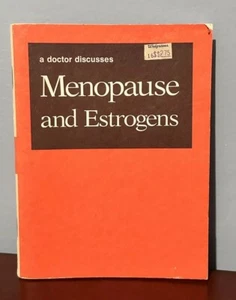 a doctor discusses
Menopause
and Estrogens